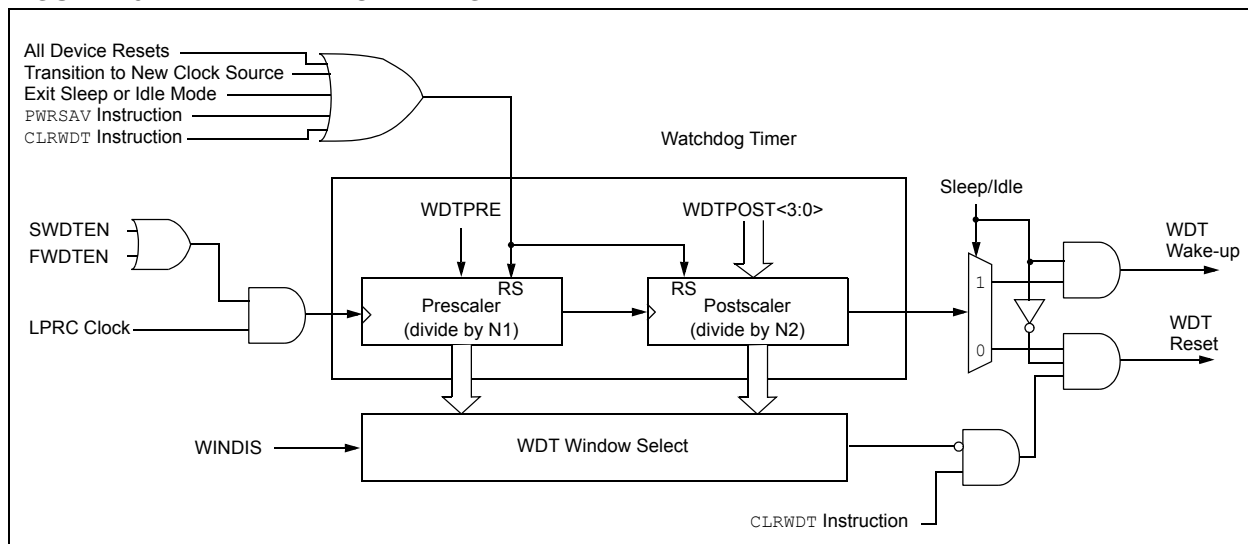 All Device Resets
Transition to New Clock Source
Exit Sleep or Idle Mode
PWRSAV Instruction
CLRWDT Instruction
Watchdog Timer
Sleep/Idle
WDTPRE
WDTPOST<3:0>
SWDTEN
FWDTEN
WDT
Wake-up
RS
RS
Prescaler
(divide by N1)
Postscaler
(divide by N2)
1
0
LPRC Clock
WDT
Reset
WINDIS
WDT Window Select
CLRWDT Instruction